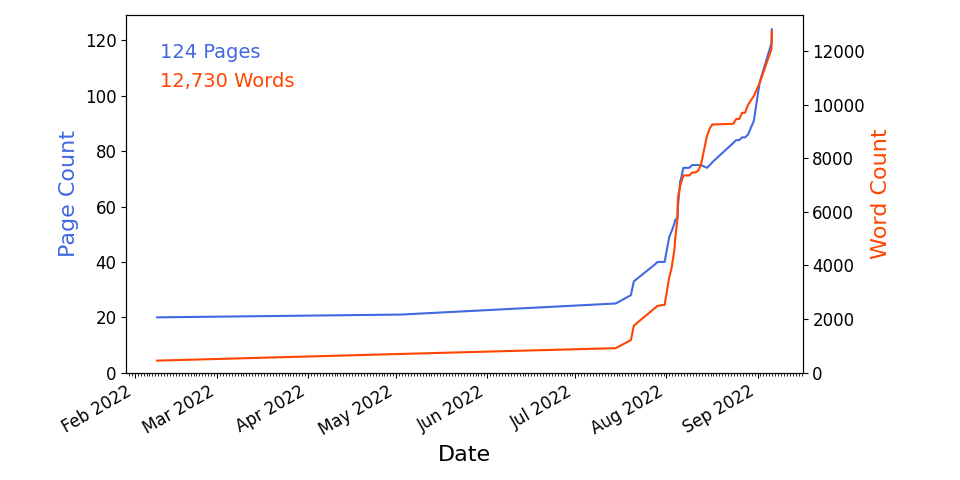 124 Pages
12,730 Words
Page Count
120
100
80
60
40
20
0
Word Count
12000
10000
8000
6000
4000
2000
0
Feb 2022
Mar 2022
Apr 2022
May 2022
Jun 2022
Jul 2022
Aug 2022
Sep 2022
Date